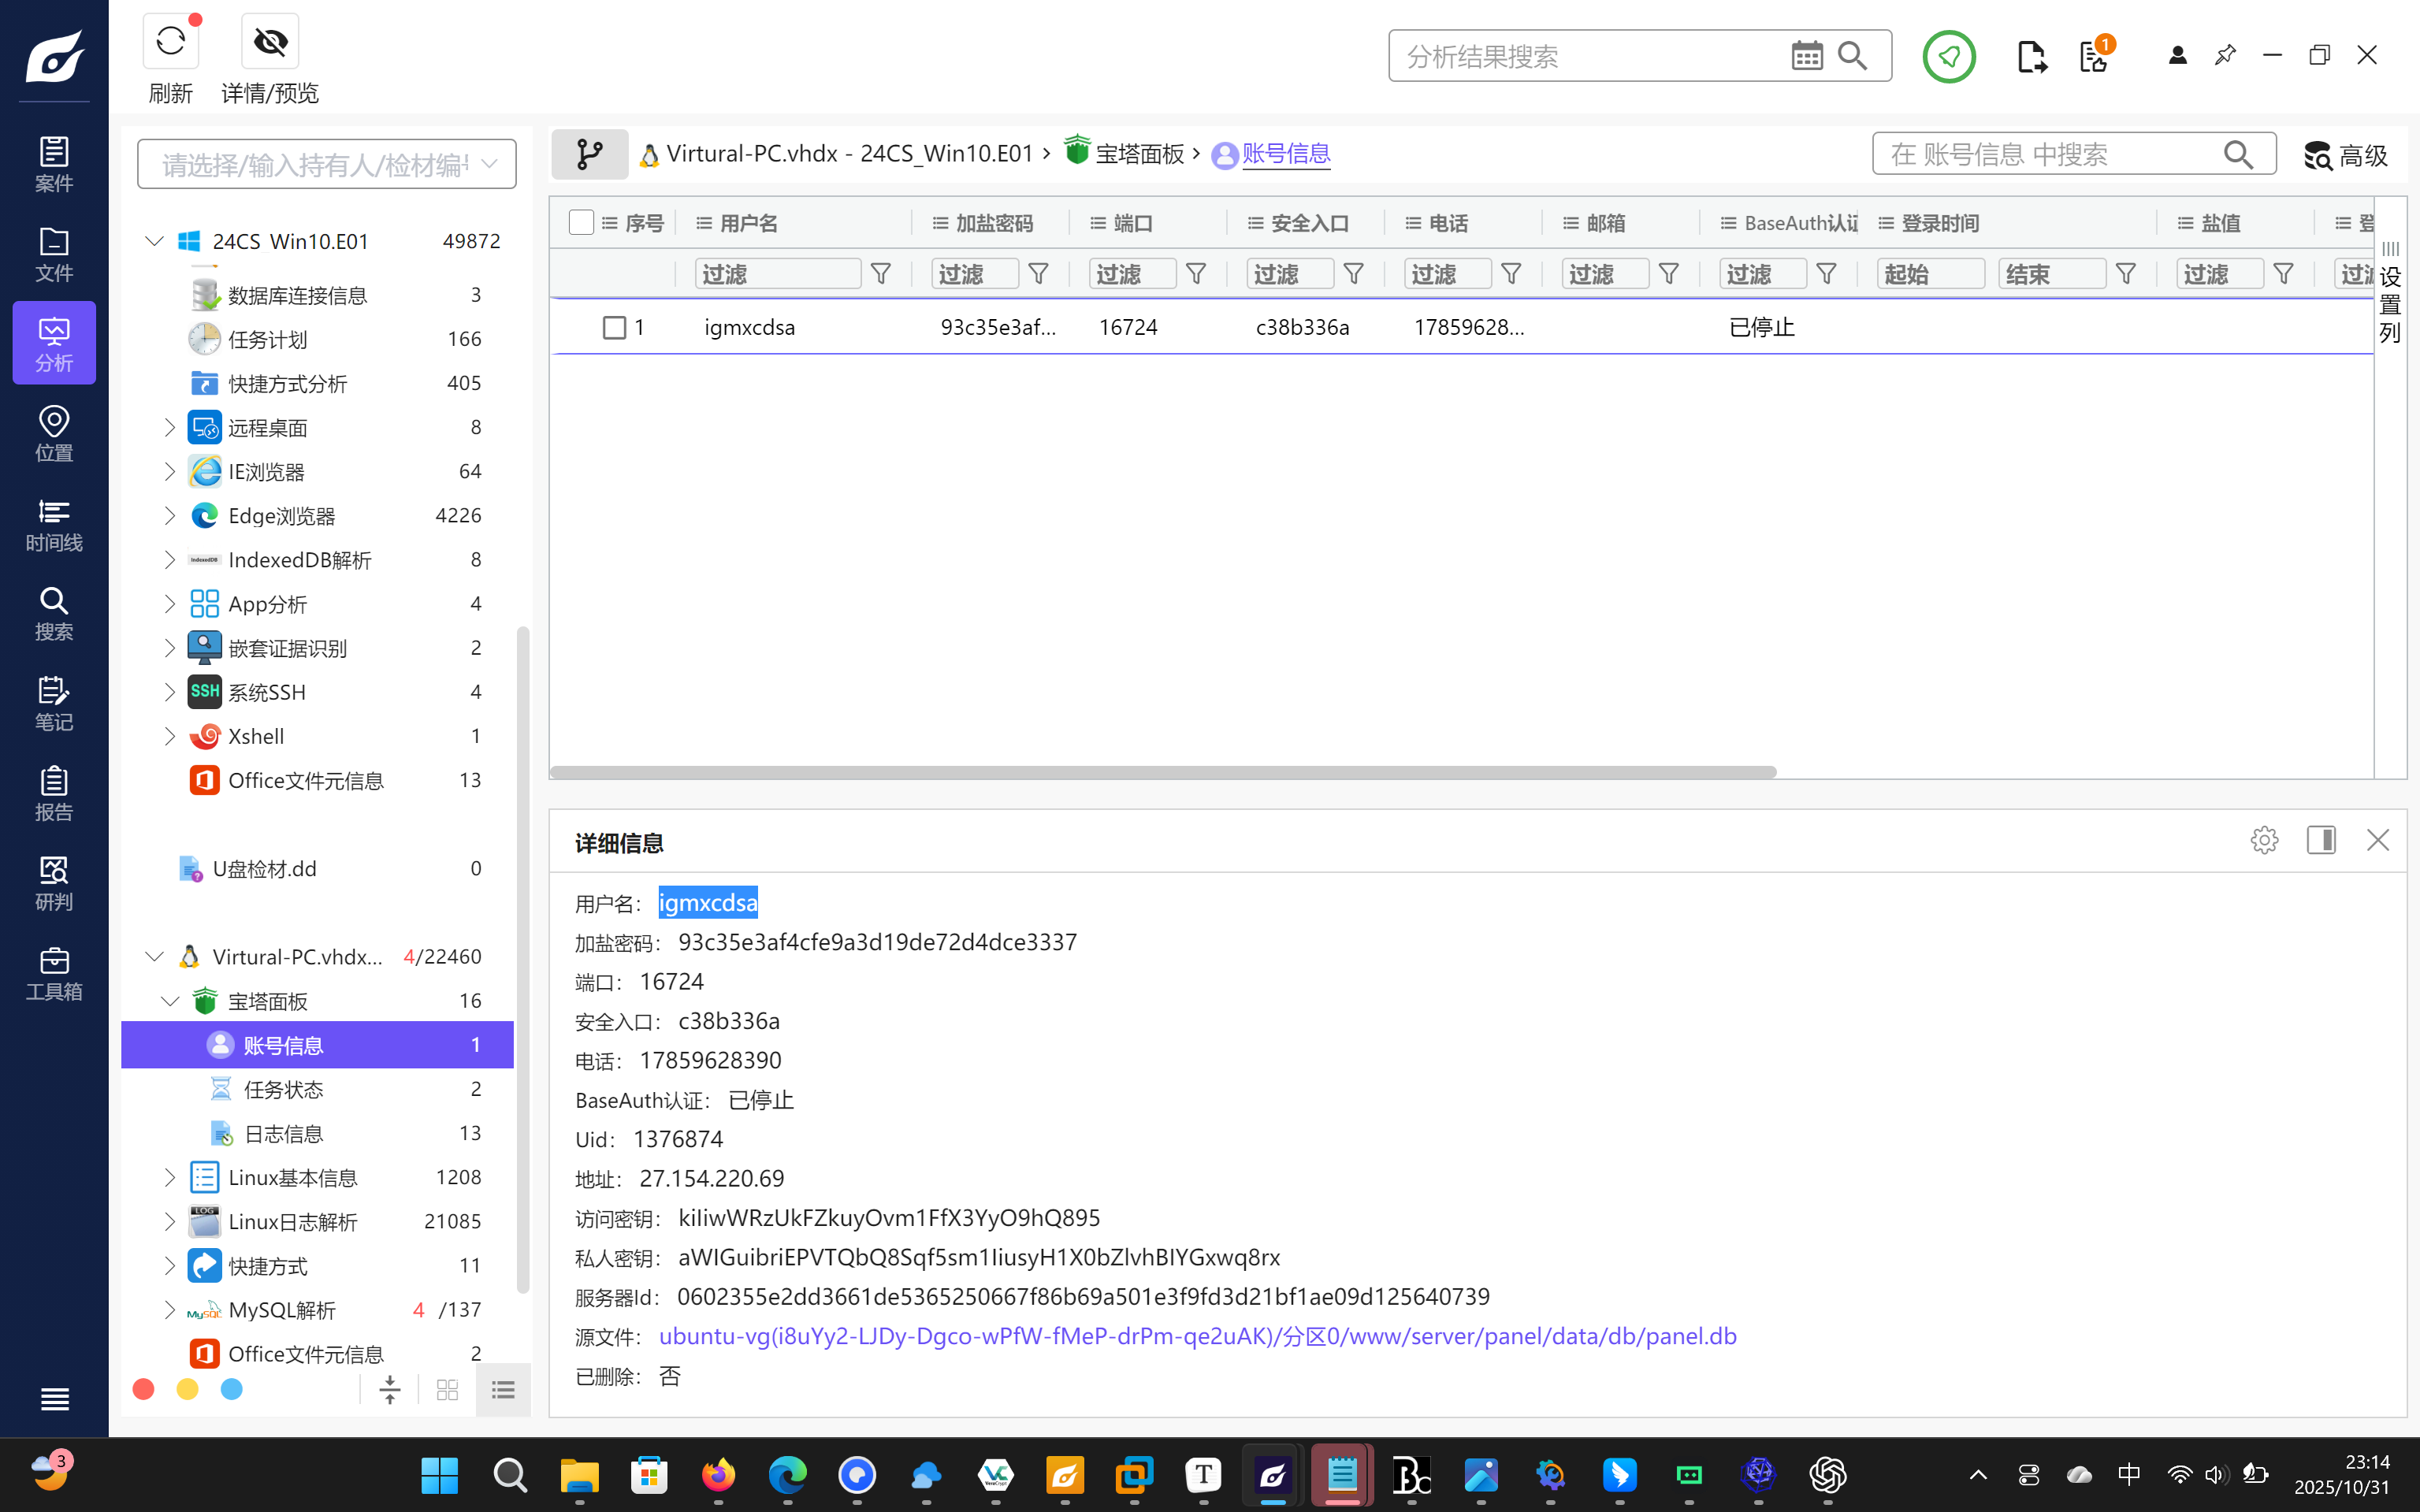 刷新
详情/预览
分析结果搜索
1
案件
文件
分析
位置
时间线
搜索
笔记
报告
研判
工具箱
请选择/输入持有人/检材编号
24CS_Win10.E01 49872
数据库连接信息 3
任务计划 166
快捷方式分析 405
远程桌面 8
IE浏览器 64
Edge浏览器 4226
IndexedDB IndexedDB解析 8
App分析 4
嵌套证据识别 2
SSH 系统SSH 4
Xshell 1
Office文件元信息 13
U盘检材.dd 0
Virtural-PC.vhdx... 4/22460
宝塔面板 16
账号信息 1
任务状态 2
日志信息 13
Linux基本信息 1208
LOG Linux日志解析 21085
快捷方式 11
MySQL MySQL解析 4 /137
Office文件元信息 2
Virtural-PC.vhdx - 24CS_Win10.E01 › 宝塔面板 › 账号信息
在 账号信息 中搜索
高级
序号 用户名 加盐密码 端口 安全入口 电话 邮箱 BaseAuth认证 登录时间 盐值 登
过滤 过滤 过滤 过滤 过滤 过滤 过滤 起始 结束 过滤 过滤
1 igmxcdsa 93c35e3af... 16724 c38b336a 17859628... 已停止
设置列
详细信息
用户名： igmxcdsa
加盐密码： 93c35e3af4cfe9a3d19de72d4dce3337
端口： 16724
安全入口： c38b336a
电话： 17859628390
BaseAuth认证： 已停止
Uid： 1376874
地址： 27.154.220.69
访问密钥： kiliwWRzUkFZkuyOvm1FfX3YyO9hQ895
私人密钥： aWIGuibriEPVTQbQ8Sqf5sm1IiusyH1X0bZlvhBIYGxwq8rx
服务器Id： 0602355e2dd3661de5365250667f86b69a501e3f9fd3d21bf1ae09d125640739
源文件： ubuntu-vg(i8uYy2-LJDy-Dgco-wPfW-fMeP-drPm-qe2uAK)/分区0/www/server/panel/data/db/panel.db
已删除： 否
3
中
23:14
2025/10/31